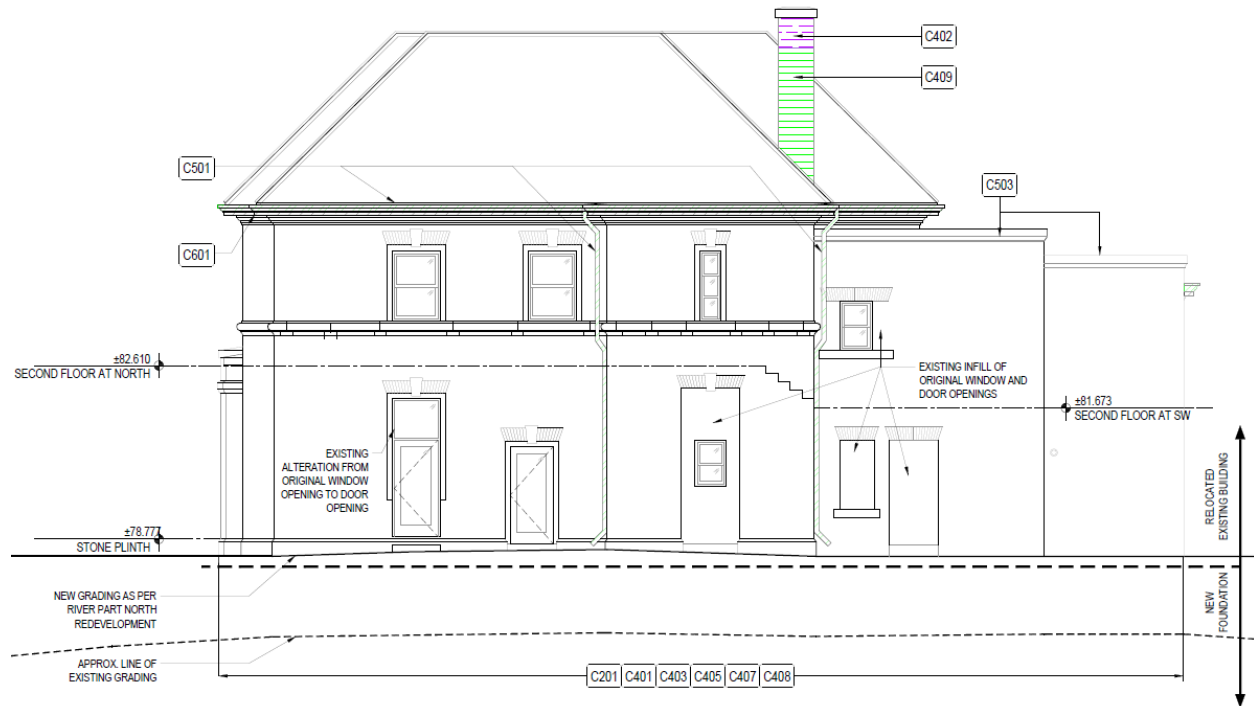 C402
C409
C501
C503
C601
±82.610
SECOND FLOOR AT NORTH
EXISTING INFILL OF
ORIGINAL WINDOW AND
DOOR OPENINGS
±81.673
SECOND FLOOR AT SW
EXISTING
ALTERATION FROM
ORIGINAL WINDOW
OPENING TO DOOR
OPENING
RELOCATED
EXISTING BUILDING
±78.777
STONE PLINTH
NEW GRADING AS PER
RIVER PART NORTH
REDEVELOPMENT
NEW
FOUNDATION
APPROX. LINE OF
EXISTING GRADING
C201 C401 C403 C405 C407 C408